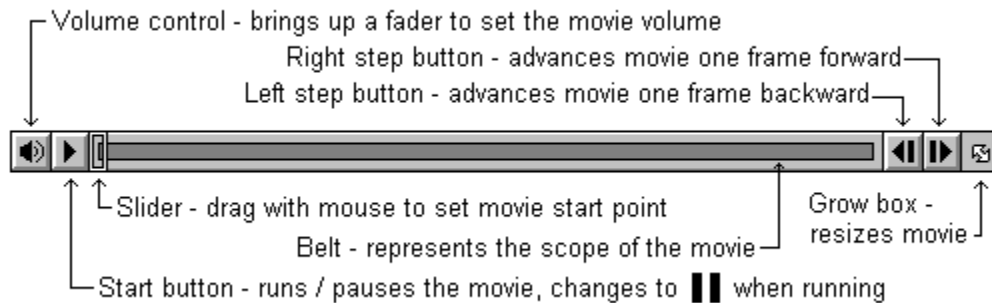 Volume control - brings up a fader to set the movie volume
Right step button - advances movie one frame forward
Left step button - advances movie one frame backward
Slider - drag with mouse to set movie start point
Grow box -
resizes movie
Belt - represents the scope of the movie
Start button - runs / pauses the movie, changes to when running